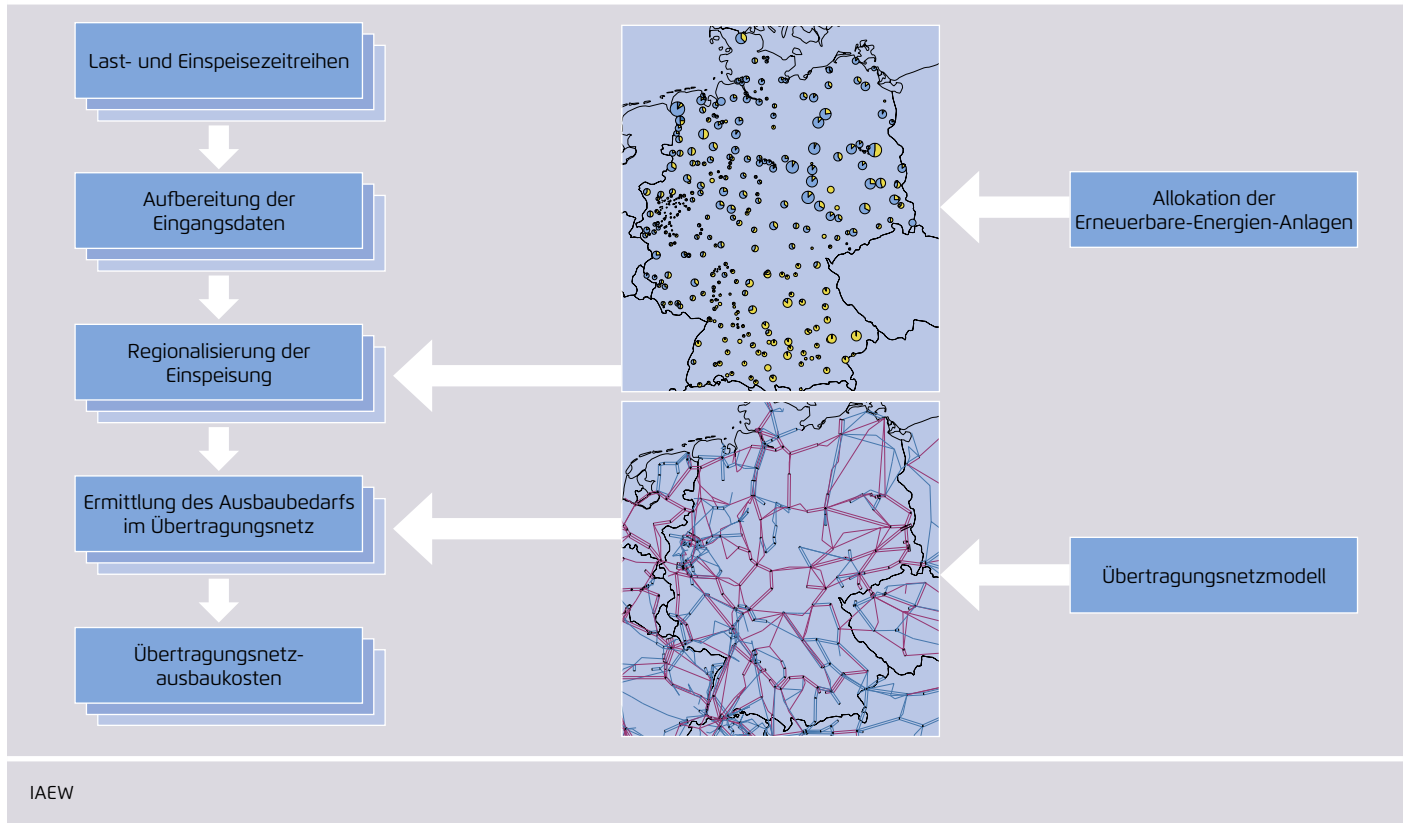 Last- und Einspeisezeitreihen
Aufbereitung der
Eingangsdaten
Regionalisierung der
Einspeisung
Ermittlung des Ausbaubedarfs
im Übertragungsnetz
Übertragungsnetz-
ausbaukosten
Allokation der
Erneuerbare-Energien-Anlagen
Übertragungsnetzmodell
IAEW